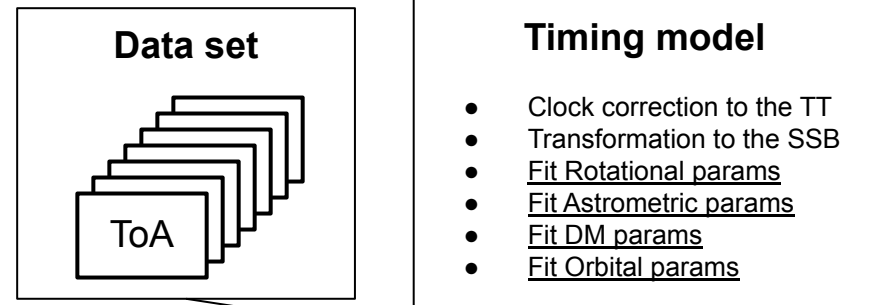 Data set
ToA
Timing model
● Clock correction to the TT
● Transformation to the SSB
● Fit Rotational params
● Fit Astrometric params
● Fit DM params
● Fit Orbital params